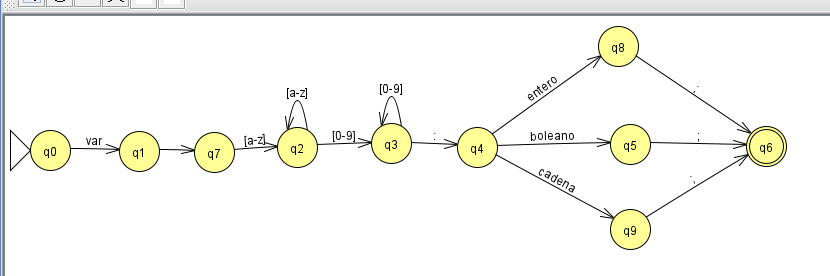 q0
var
q1
q7
[a-z]
q2
[a-z]
[0-9]
q3
[0-9]
:
q4
entero
q8
;
boleano
q5
;
q6
cadena
q9
;